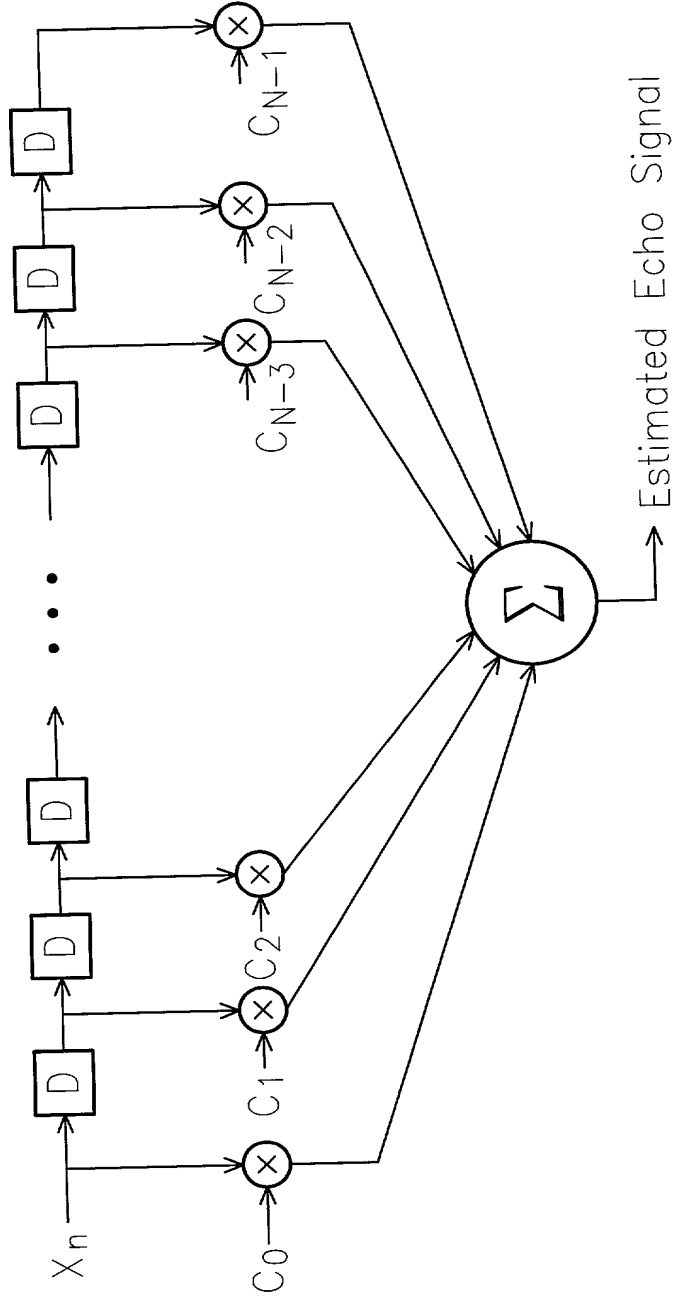 Xn
D
D
D
D
D
D
C0
C1
C2
CN-3
CN-2
CN-1
Σ
Estimated Echo Signal